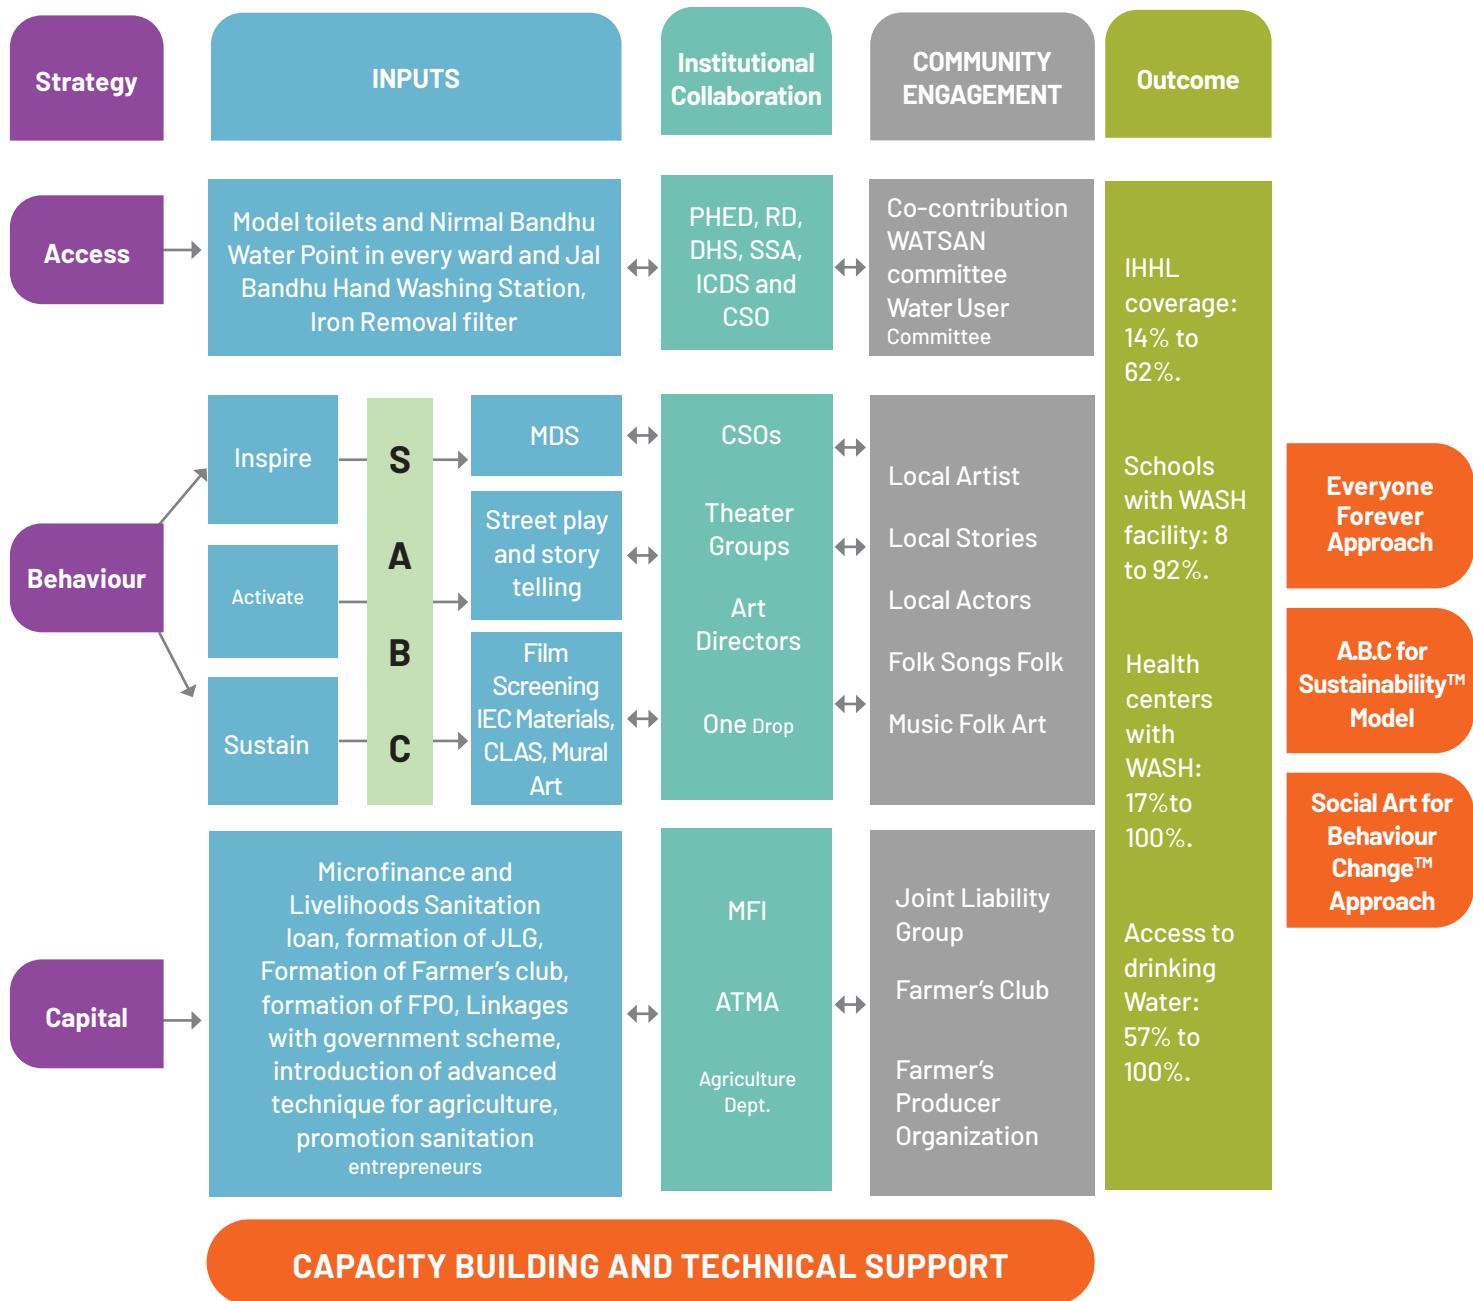 Strategy
INPUTS
Institutional
Collaboration
COMMUNITY
ENGAGEMENT
Outcome
Access
Model toilets and Nirmal Bandhu
Water Point in every ward and Jal
Bandhu Hand Washing Station,
Iron Removal filter
PHED, RD,
DHS, SSA,
ICDS and
CSO
Co-contribution
WATSAN
committee
Water User
Committee
Behaviour
Inspire
Activate
Sustain
S
A
B
C
MDS
Street play
and story
telling
Film
Screening
IEC Materials,
CLAS, Mural
Art
CSOs
Theater
Groups
Art
Directors
One Drop
Local Artist
Local Stories
Local Actors
Folk Songs Folk
Music Folk Art
Capital
Microfinance and
Livelihoods Sanitation
loan, formation of JLG,
Formation of Farmer’s club,
formation of FPO, Linkages
with government scheme,
introduction of advanced
technique for agriculture,
promotion sanitation
entrepreneurs
MFI
ATMA
Agriculture
Dept.
Joint Liability
Group
Farmer’s Club
Farmer’s
Producer
Organization
IHHL
coverage:
14% to
62%.
Schools
with WASH
facility: 8
to 92%.
Health
centers
with
WASH:
17%to
100%.
Access to
drinking
Water:
57% to
100%.
Everyone
Forever
Approach
A.B.C for
Sustainability™
Model
Social Art for
Behaviour
Change™
Approach
CAPACITY BUILDING AND TECHNICAL SUPPORT